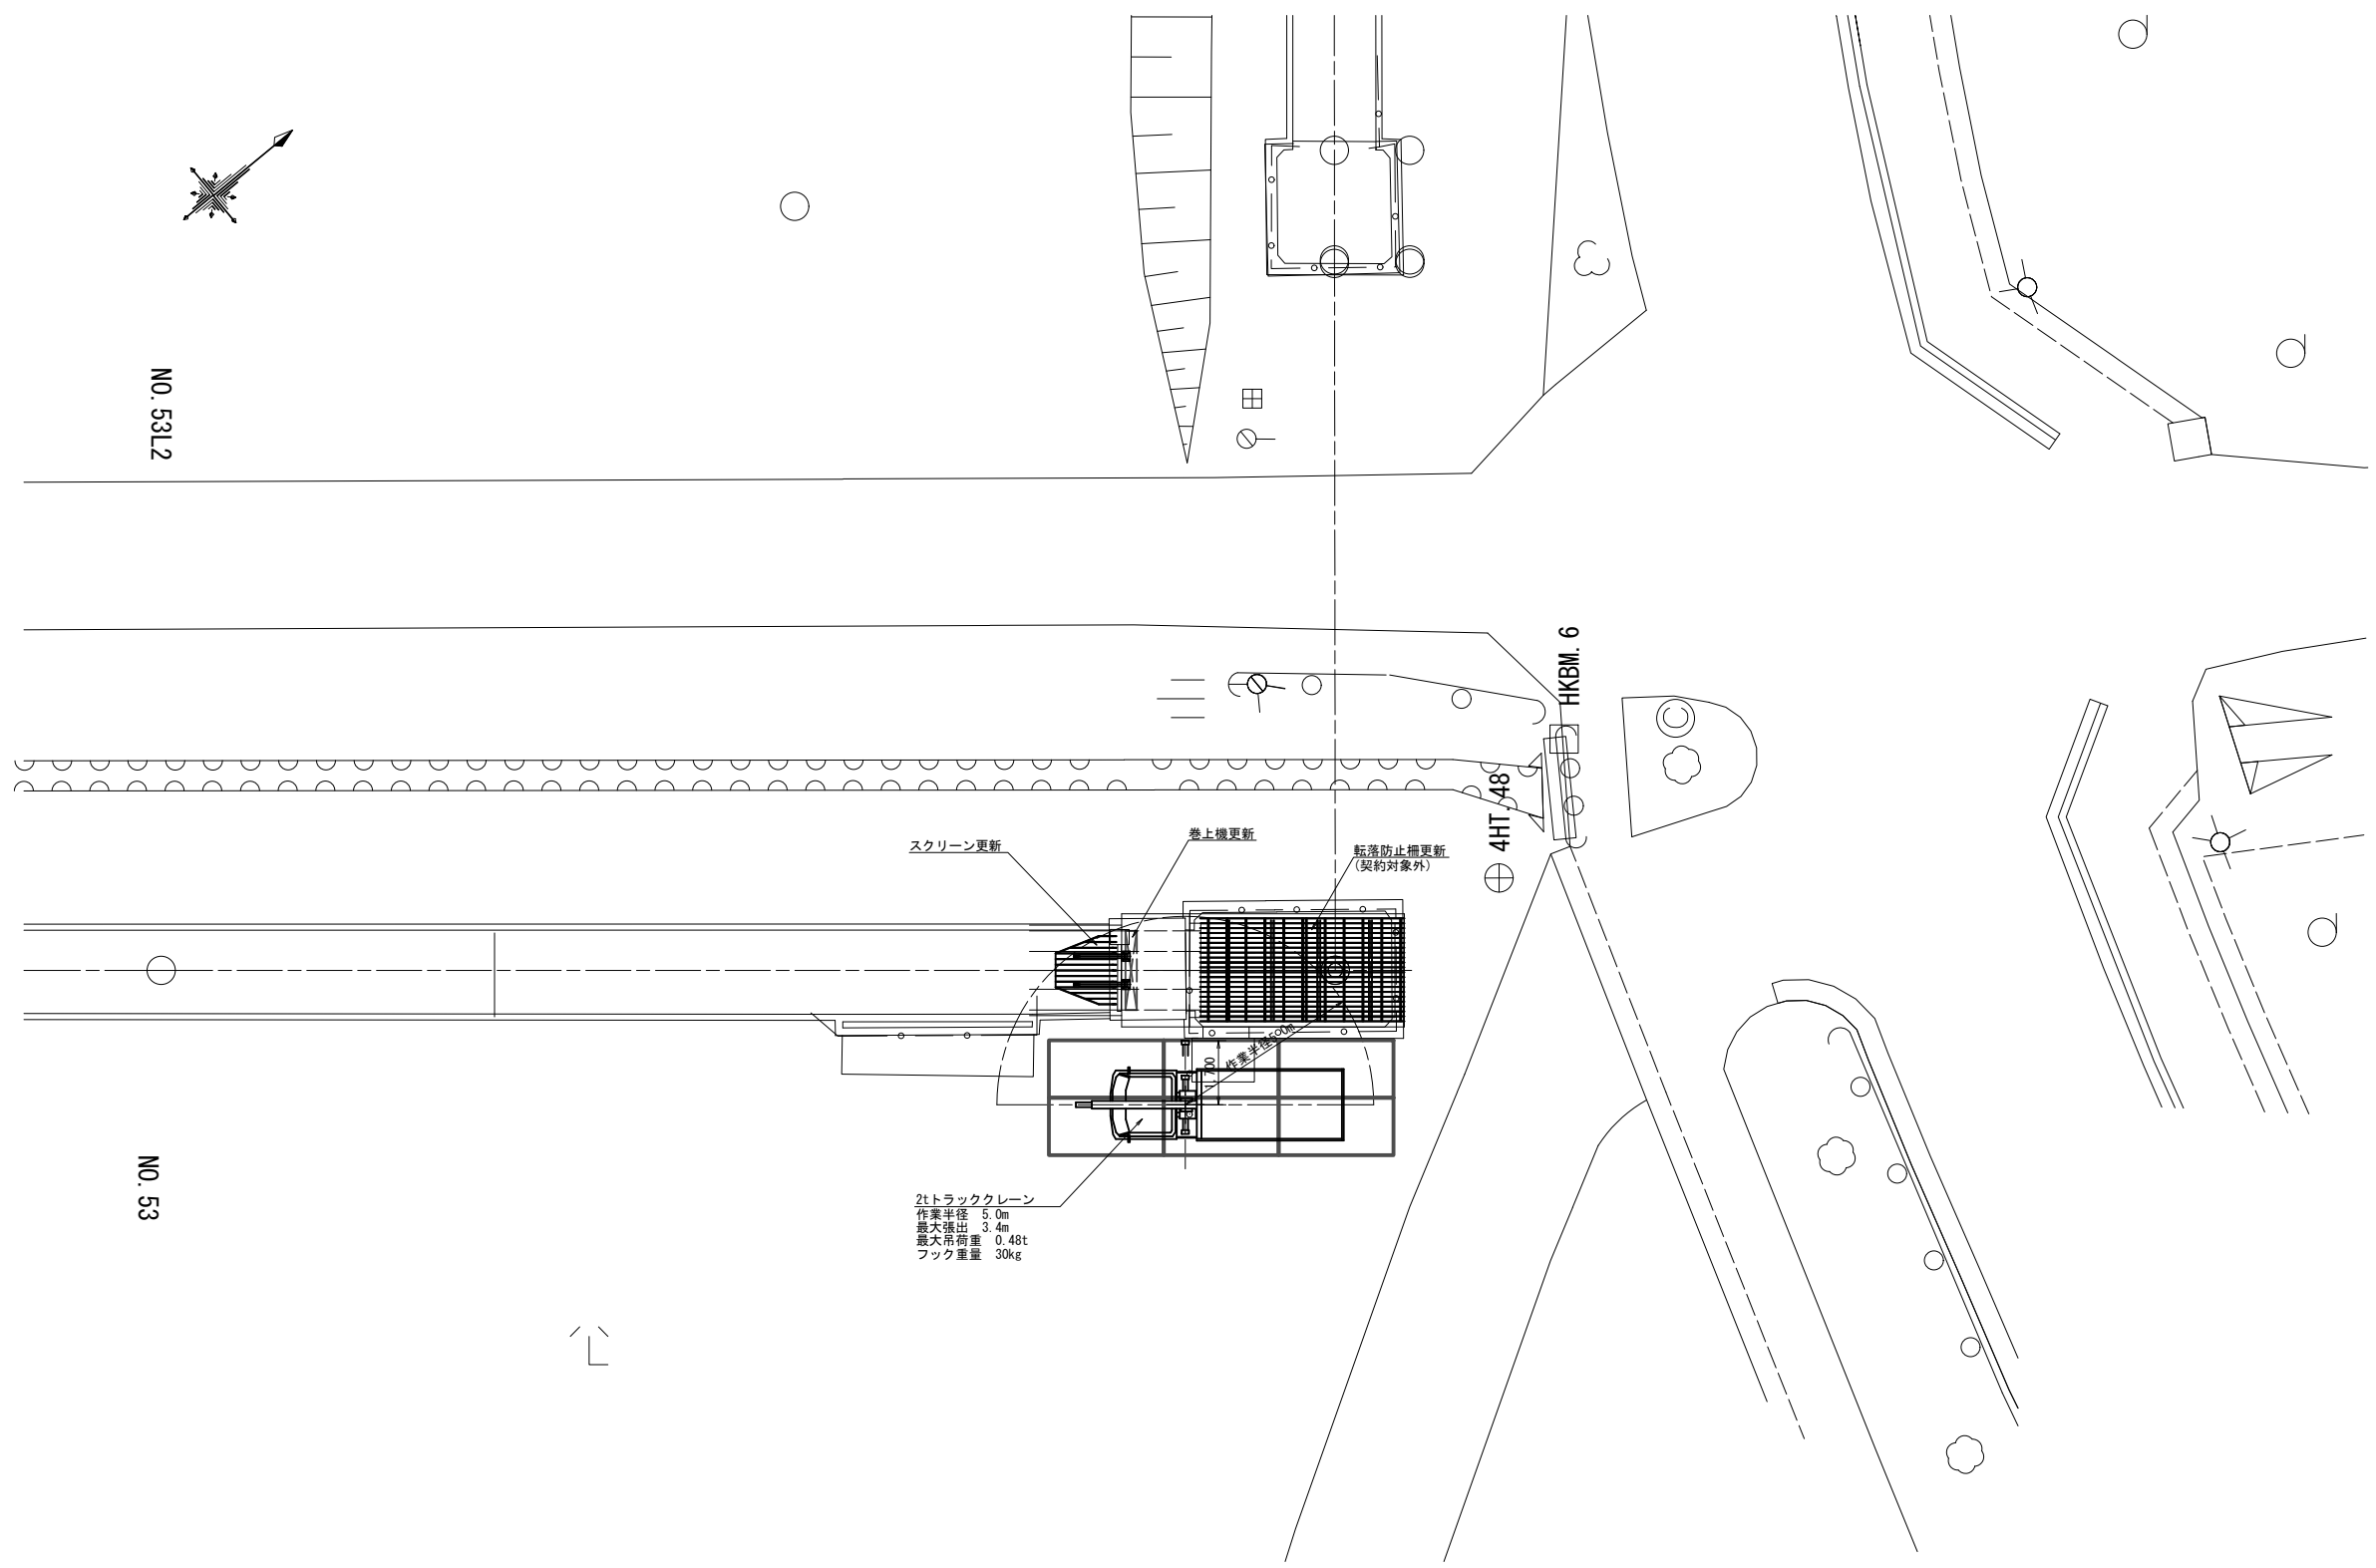 NO. 53L2
HKBM. 6
4HT. 48
スクリーン更新
巻上機更新
転落防止柵更新
(契約対象外)
作業半径5.0m
1,700
2tトラッククレーン
作業半径 5.0m
最大張出 3.4m
最大吊荷重 0.48t
フック重量 30kg
NO. 53